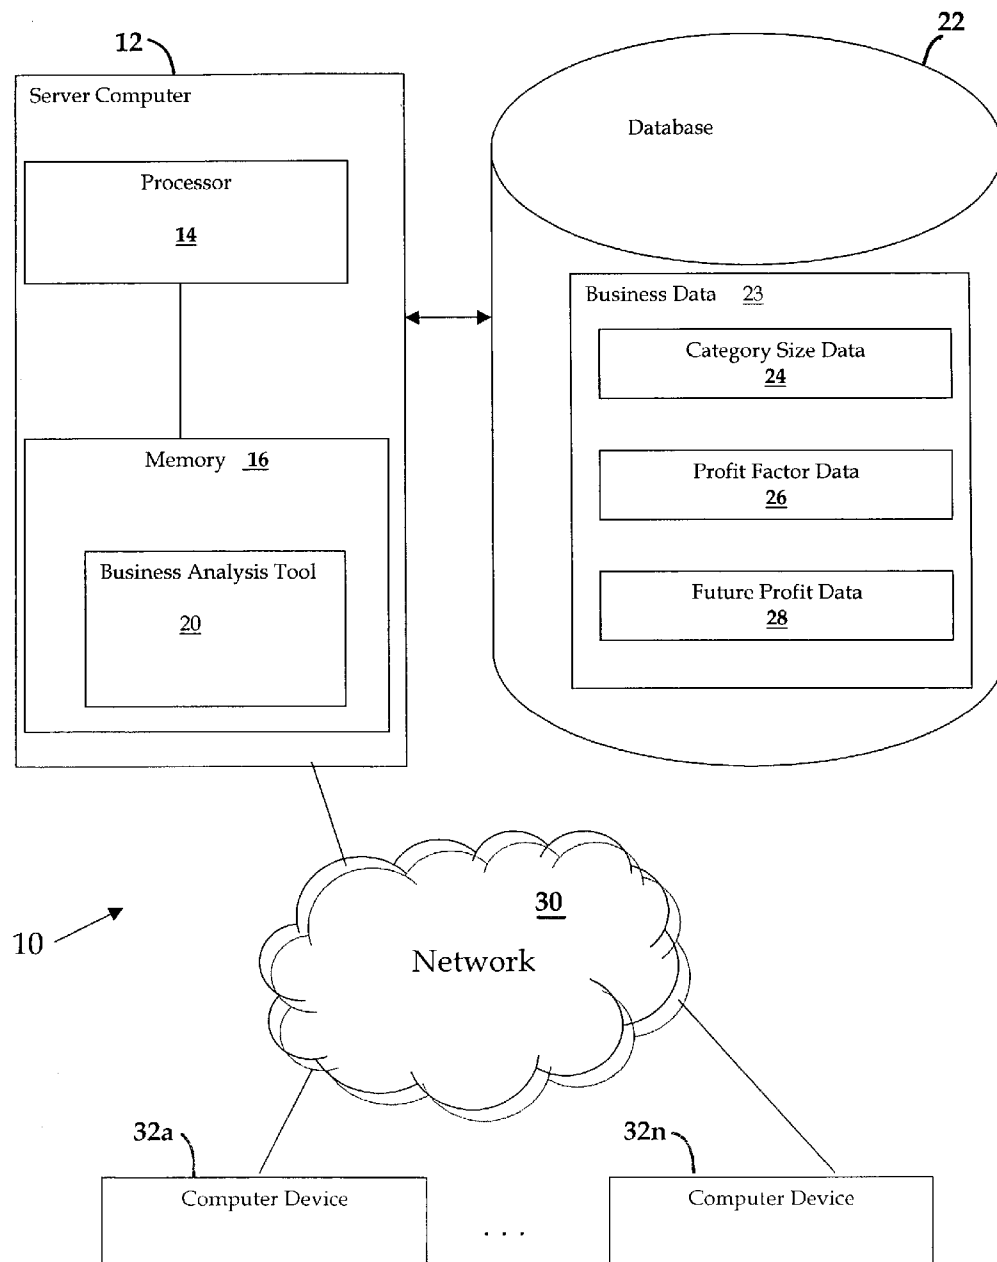 12
22
Server Computer
Database
Processor
14
Business Data 23
Category Size Data
24
Memory 16
Profit Factor Data
26
Business Analysis Tool
20
Future Profit Data
28
30
10
Network
32a
32n
Computer Device
. . .
Computer Device